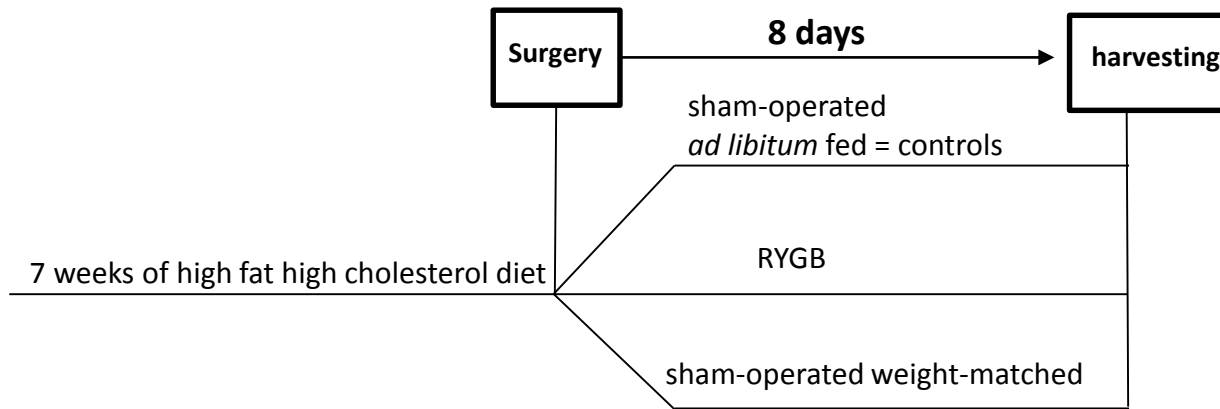 Surgery
8 days
harvesting
sham-operated
ad libitum fed = controls
7 weeks of high fat high cholesterol diet
RYGB
sham-operated weight-matched